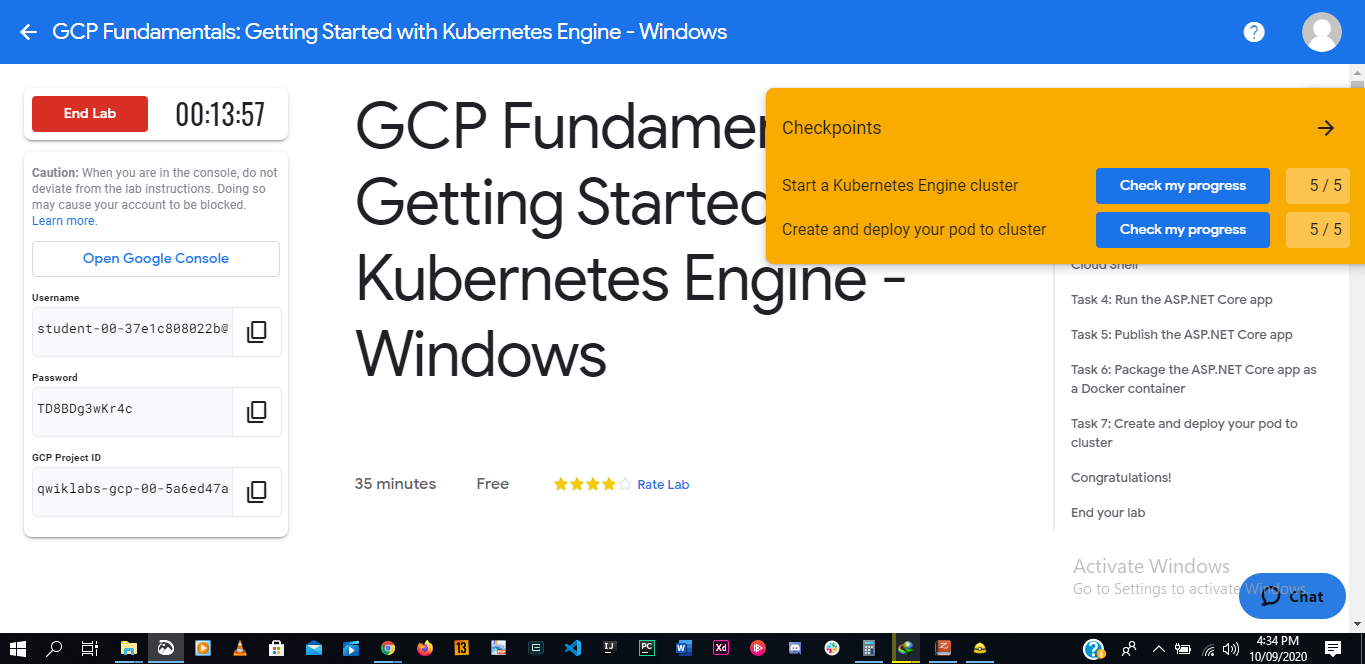 GCP Fundamentals: Getting Started with Kubernetes Engine - Windows
End Lab
00:13:57
Caution: When you are in the console, do not
deviate from the lab instructions. Doing so
may cause your account to be blocked.
Learn more.
Open Google Console
Username
student-00-37e1c808022b@
Password
TD8BDg3wKr4c
GCP Project ID
qwiklabs-gcp-00-5a6ed47a
GCP Fundamen
Getting Started
Kubernetes Engine -
Windows
35 minutes
Free
Rate Lab
Checkpoints
Start a Kubernetes Engine cluster
Check my progress
5 / 5
Create and deploy your pod to cluster
Check my progress
5 / 5
Cloud Shell
Task 4: Run the ASP.NET Core app
Task 5: Publish the ASP.NET Core app
Task 6: Package the ASP.NET Core app as
a Docker container
Task 7: Create and deploy your pod to
cluster
Congratulations!
End your lab
Activate Windows
Go to Settings to activate Windows.
Chat
4:34 PM
10/09/2020